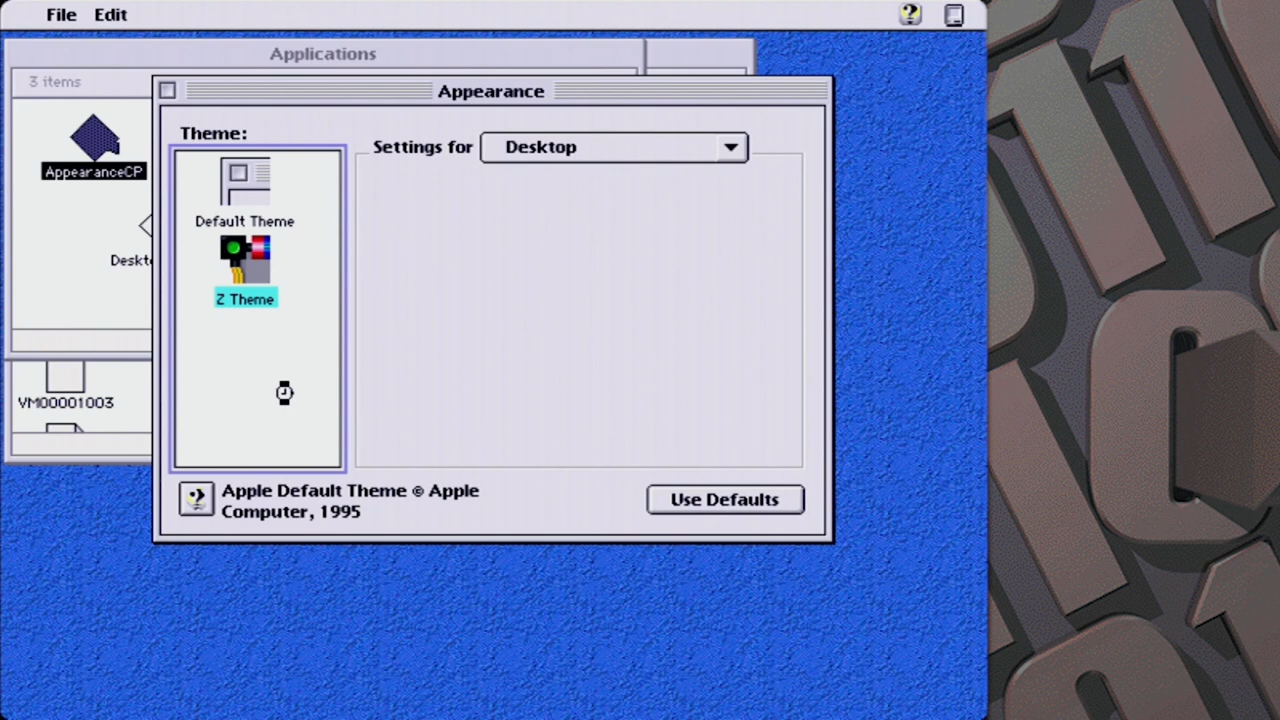 File Edit
Applications
3 items
Appearance
AppearanceCP
Theme:
Settings for Desktop
Default Theme
Deskt
Z Theme
VM00001003
Apple Default Theme © Apple
Computer, 1995
Use Defaults